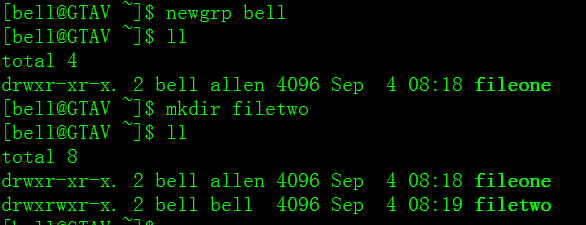 [bell@GTAV ~]$ newgrp bell
[bell@GTAV ~]$ ll
total 4
drwxr-xr-x. 2 bell allen 4096 Sep  4 08:18 fileone
[bell@GTAV ~]$ mkdir filetwo
[bell@GTAV ~]$ ll
total 8
drwxr-xr-x. 2 bell allen 4096 Sep  4 08:18 fileone
drwxrwxr-x. 2 bell bell  4096 Sep  4 08:19 filetwo
[bell@GTAV ~]$